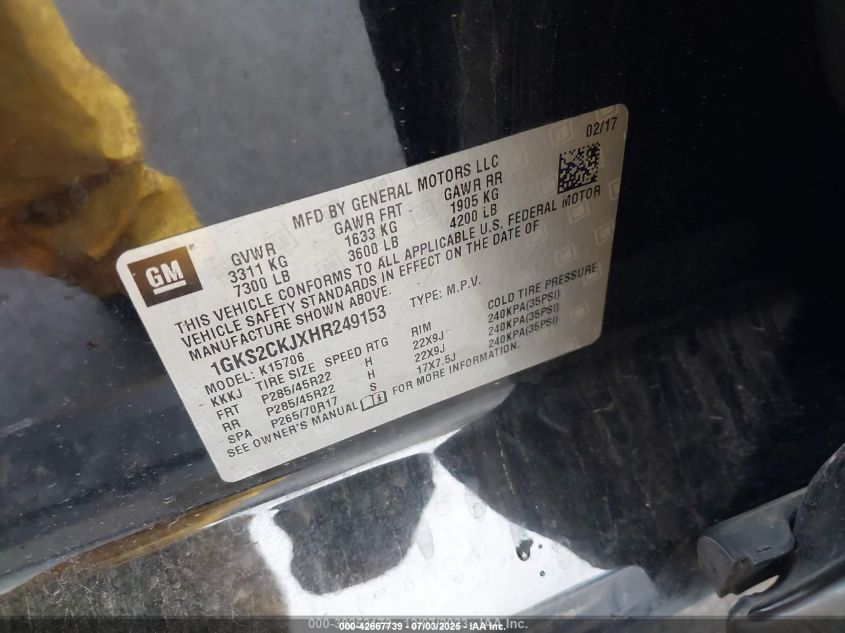 02/17
MFD BY GENERAL MOTORS LLC
GM
GVWR GAWR FRT GAWR RR
3311 KG 1633 KG 1905 KG
7300 LB 3600 LB 4200 LB
THIS VEHICLE CONFORMS TO ALL APPLICABLE U.S. FEDERAL MOTOR
VEHICLE SAFETY STANDARDS IN EFFECT ON THE DATE OF
MANUFACTURE SHOWN ABOVE.
1GKS2CKJXHR249153 TYPE: M.P.V.
MODEL: K15706
KKKJ TIRE SIZE SPEED RTG RIM COLD TIRE PRESSURE
FRT P285/45R22 H 22X9J 240KPA(35PSI)
RR P285/45R22 H 22X9J 240KPA(35PSI)
SPA P265/70R17 S 17X7.5J 240KPA(35PSI)
SEE OWNER'S MANUAL FOR MORE INFORMATION.
000-42667739 - 07/03/2025 - IAA Inc.